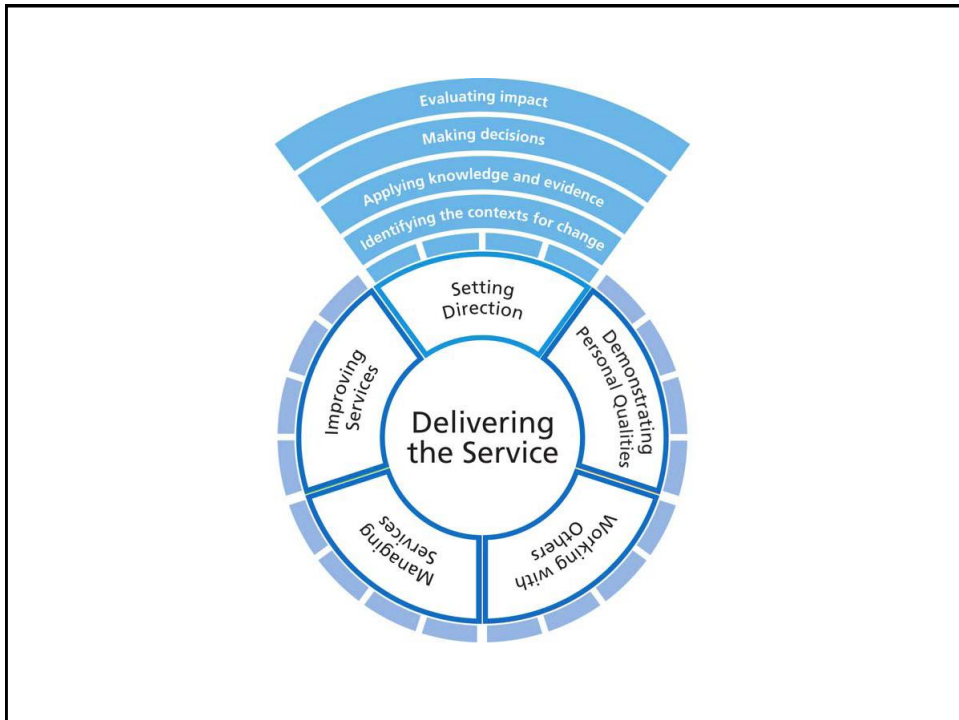 Evaluating impact
Making decisions
Applying knowledge and evidence
Identifying the contexts for change
Setting
Direction
Demonstrating
Personal Qualities
Working with
Others
Managing
Services
Improving
Services
Delivering
the Service